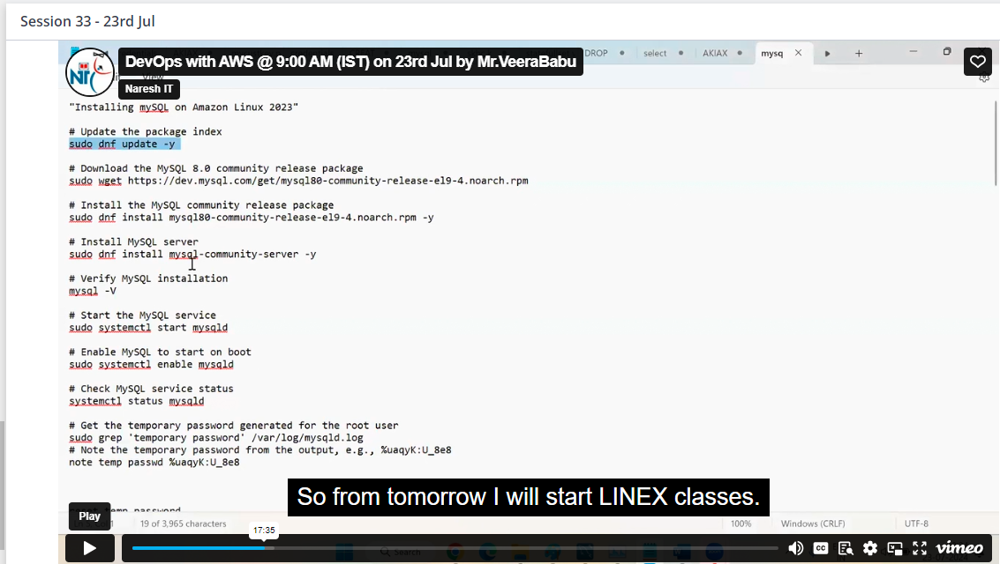 Session 33 - 23rd Jul
DevOps with AWS @ 9:00 AM (IST) on 23rd Jul by Mr.VeeraBabu
DROP
select
AKIAX
mysq
Naresh IT
View
"Installing mySQL on Amazon Linux 2023"
# Update the package index
sudo dnf update -y
# Download the MySQL 8.0 community release package
sudo wget https://dev.mysql.com/get/mysql80-community-release-el9-4.noarch.rpm
# Install the MySQL community release package
sudo dnf install mysql80-community-release-el9-4.noarch.rpm -y
# Install MySQL server
sudo dnf install mysql-community-server -y
# Verify MySQL installation
mysql -V
# Start the MySQL service
sudo systemctl start mysqld
# Enable MySQL to start on boot
sudo systemctl enable mysqld
# Check MySQL service status
systemctl status mysqld
# Get the temporary password generated for the root user
sudo grep 'temporary password' /var/log/mysqld.log
# Note the temporary password from the output, e.g., %uaqyK:U_8e8
note temp passwd %uaqyK:U_8e8
So from tomorrow I will start LINEX classes.
reset temp password
Play
19 of 3,965 characters
100%
Windows (CRLF)
UTF-8
17:35
CC
vimeo
Search